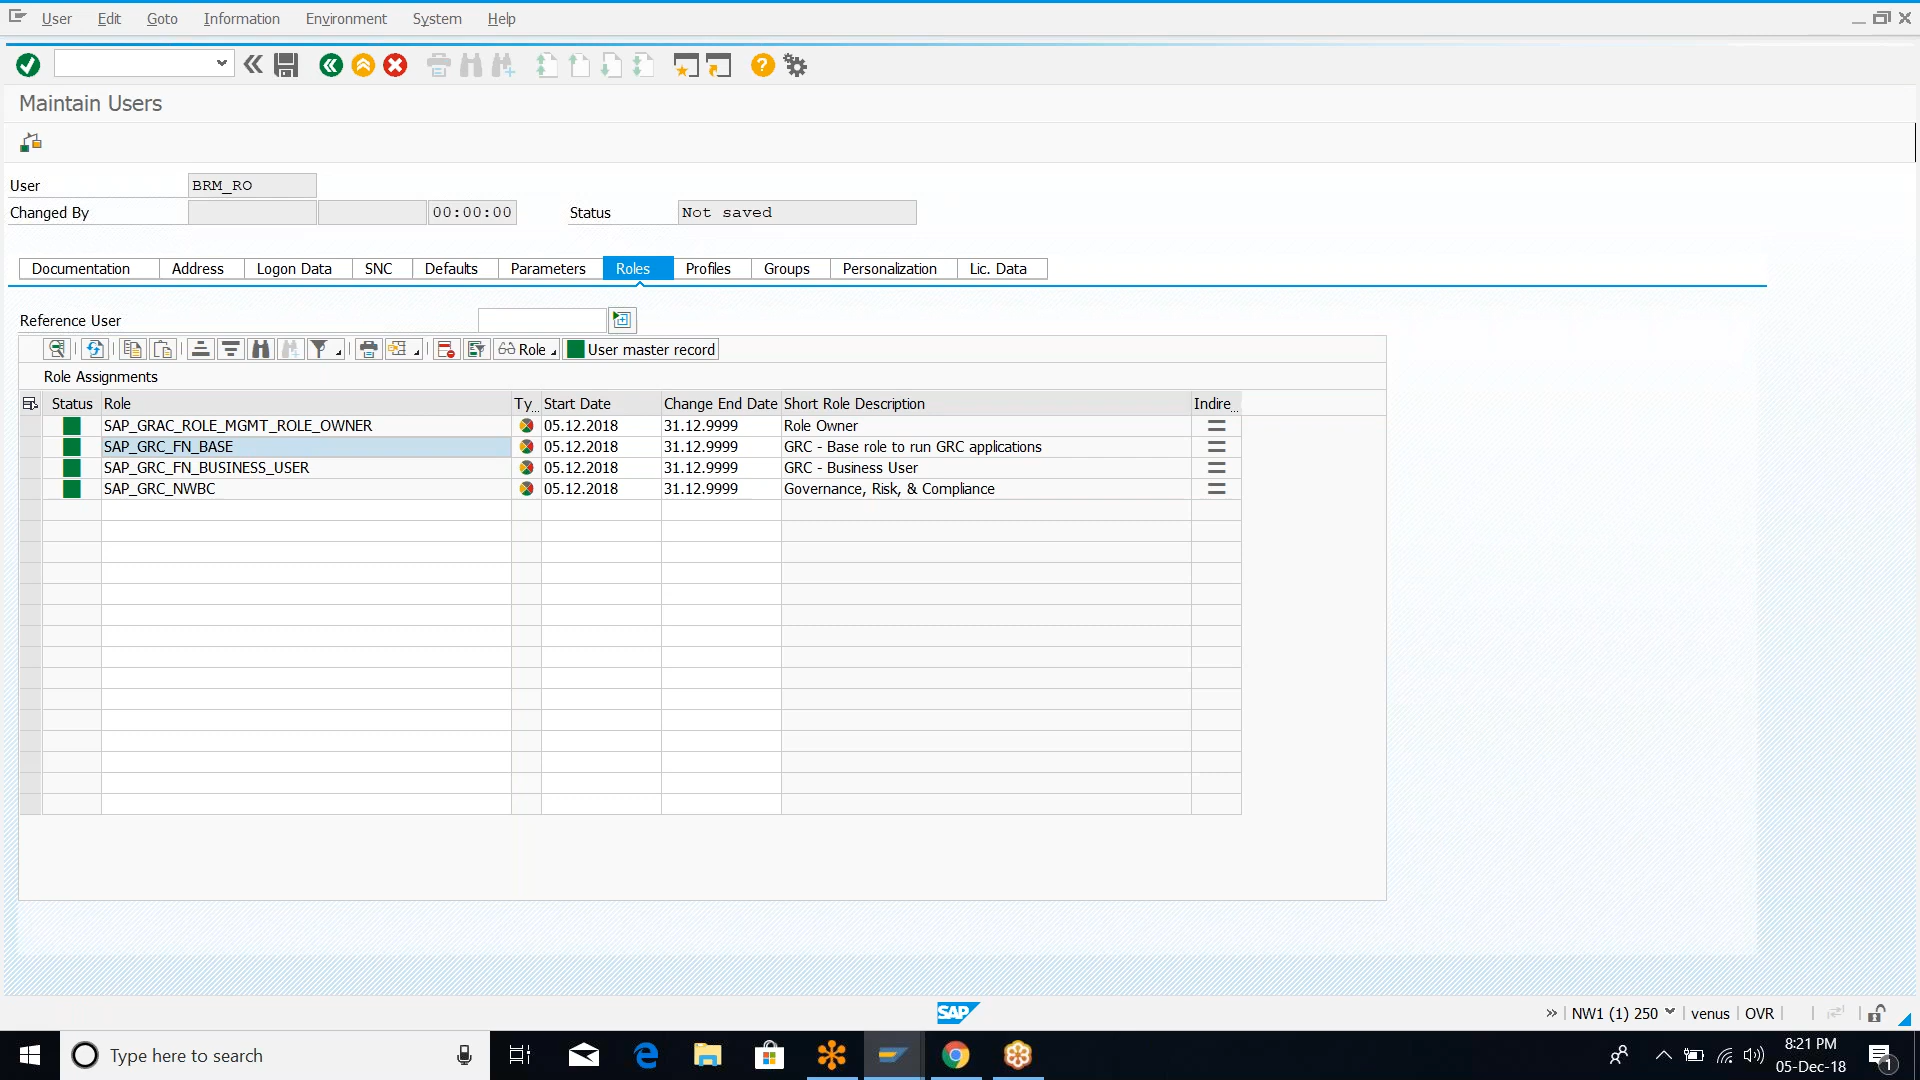 User Edit Goto Information Environment System Help
Maintain Users
User BRM_RO
Changed By 00:00:00 Status Not saved
Documentation Address Logon Data SNC Defaults Parameters Roles Profiles Groups Personalization Lic. Data
Reference User
Role User master record
Role Assignments
Status Role Ty... Start Date Change End Date Short Role Description Indire...
SAP_GRAC_ROLE_MGMT_ROLE_OWNER 05.12.2018 31.12.9999 Role Owner
SAP_GRC_FN_BASE 05.12.2018 31.12.9999 GRC - Base role to run GRC applications
SAP_GRC_FN_BUSINESS_USER 05.12.2018 31.12.9999 GRC - Business User
SAP_GRC_NWBC 05.12.2018 31.12.9999 Governance, Risk, & Compliance
SAP NW1 (1) 250 venus OVR
Type here to search
8:21 PM
05-Dec-18
1